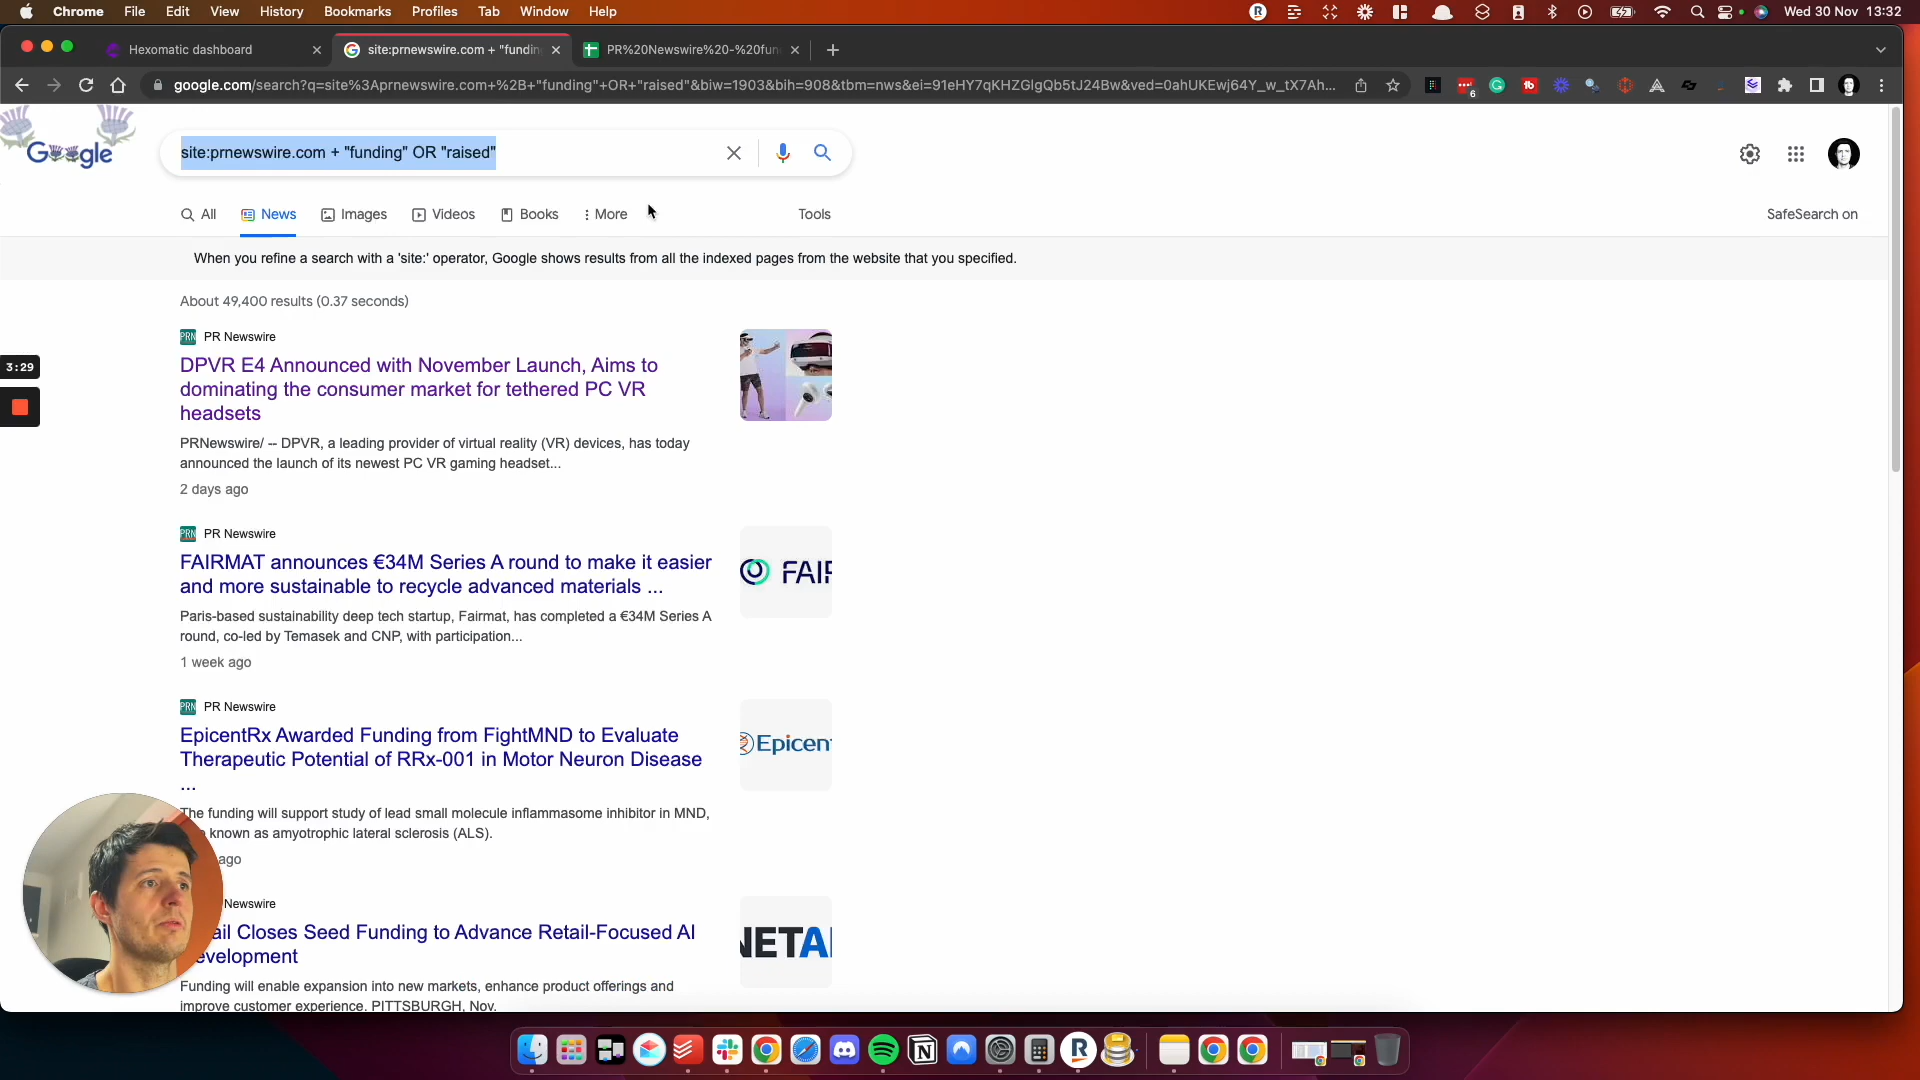 Chrome File Edit View History Bookmarks Profiles Tab Window Help Wed 30 Nov 13:32
Hexomatic dashboard site:prnewswire.com + "fundin PR%20Newswire%20-%20fun
google.com/search?q=site%3Aprnewswire.com+%2B+"funding"+OR+"raised"&biw=1903&bih=908&tbm=nws&ei=91eHY7qKHZGlgQb5tJ24Bw&ved=0ahUKEwj64Y_w_tX7Ah...
6
Google site:prnewswire.com + "funding" OR "raised"
All News Images Videos Books More Tools SafeSearch on
When you refine a search with a 'site:' operator, Google shows results from all the indexed pages from the website that you specified.
About 49,400 results (0.37 seconds)
PRN PR Newswire
3:29
DPVR E4 Announced with November Launch, Aims to
dominating the consumer market for tethered PC VR
headsets
PRNewswire/ -- DPVR, a leading provider of virtual reality (VR) devices, has today
announced the launch of its newest PC VR gaming headset...
2 days ago
PRN PR Newswire
FAIRMAT announces €34M Series A round to make it easier
and more sustainable to recycle advanced materials ...
FAIR
Paris-based sustainability deep tech startup, Fairmat, has completed a €34M Series A
round, co-led by Temasek and CNP, with participation...
1 week ago
PRN PR Newswire
EpicentRx Awarded Funding from FightMND to Evaluate
Therapeutic Potential of RRx-001 in Motor Neuron Disease
...
Epicen
The funding will support study of lead small molecule inflammasome inhibitor in MND,
known as amyotrophic lateral sclerosis (ALS).
ago
Newswire
ail Closes Seed Funding to Advance Retail-Focused AI
evelopment
NETA
Funding will enable expansion into new markets, enhance product offerings and
improve customer experience. PITTSBURGH, Nov.